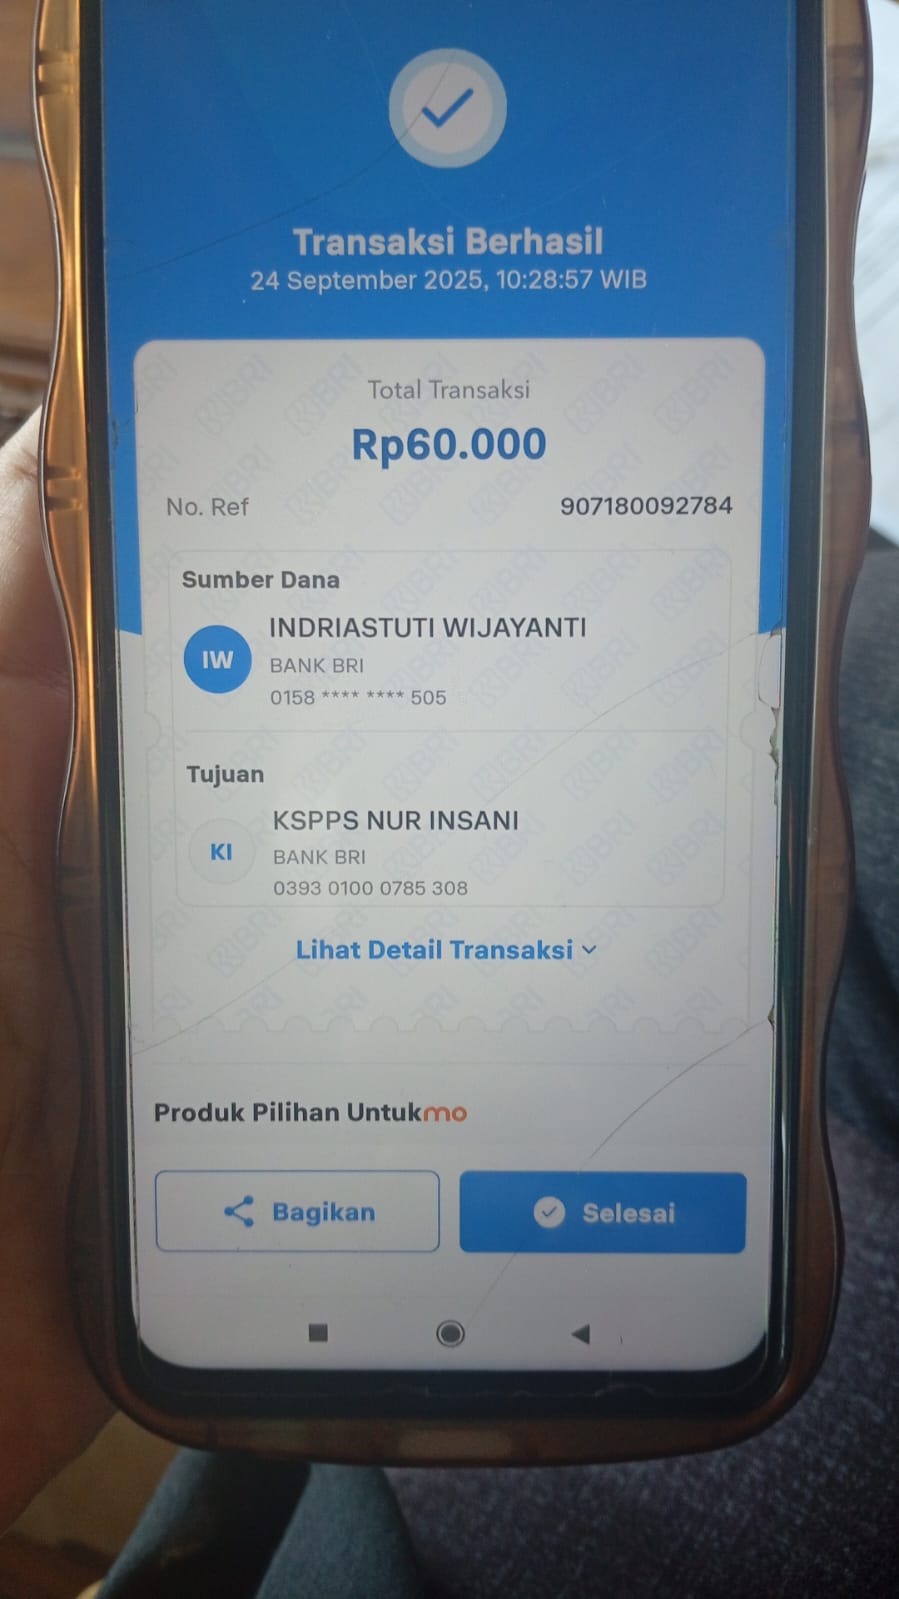 Transaksi Berhasil
24 September 2025, 10:28:57 WIB
Total Transaksi
Rp60.000
No. Ref 907180092784
Sumber Dana
IW
INDRIASTUTI WIJAYANTI
BANK BRI
0158 **** **** 505
Tujuan
KI
KSPPS NUR INSANI
BANK BRI
0393 0100 0785 308
Lihat Detail Transaksi
Produk Pilihan Untukmo
Bagikan
Selesai